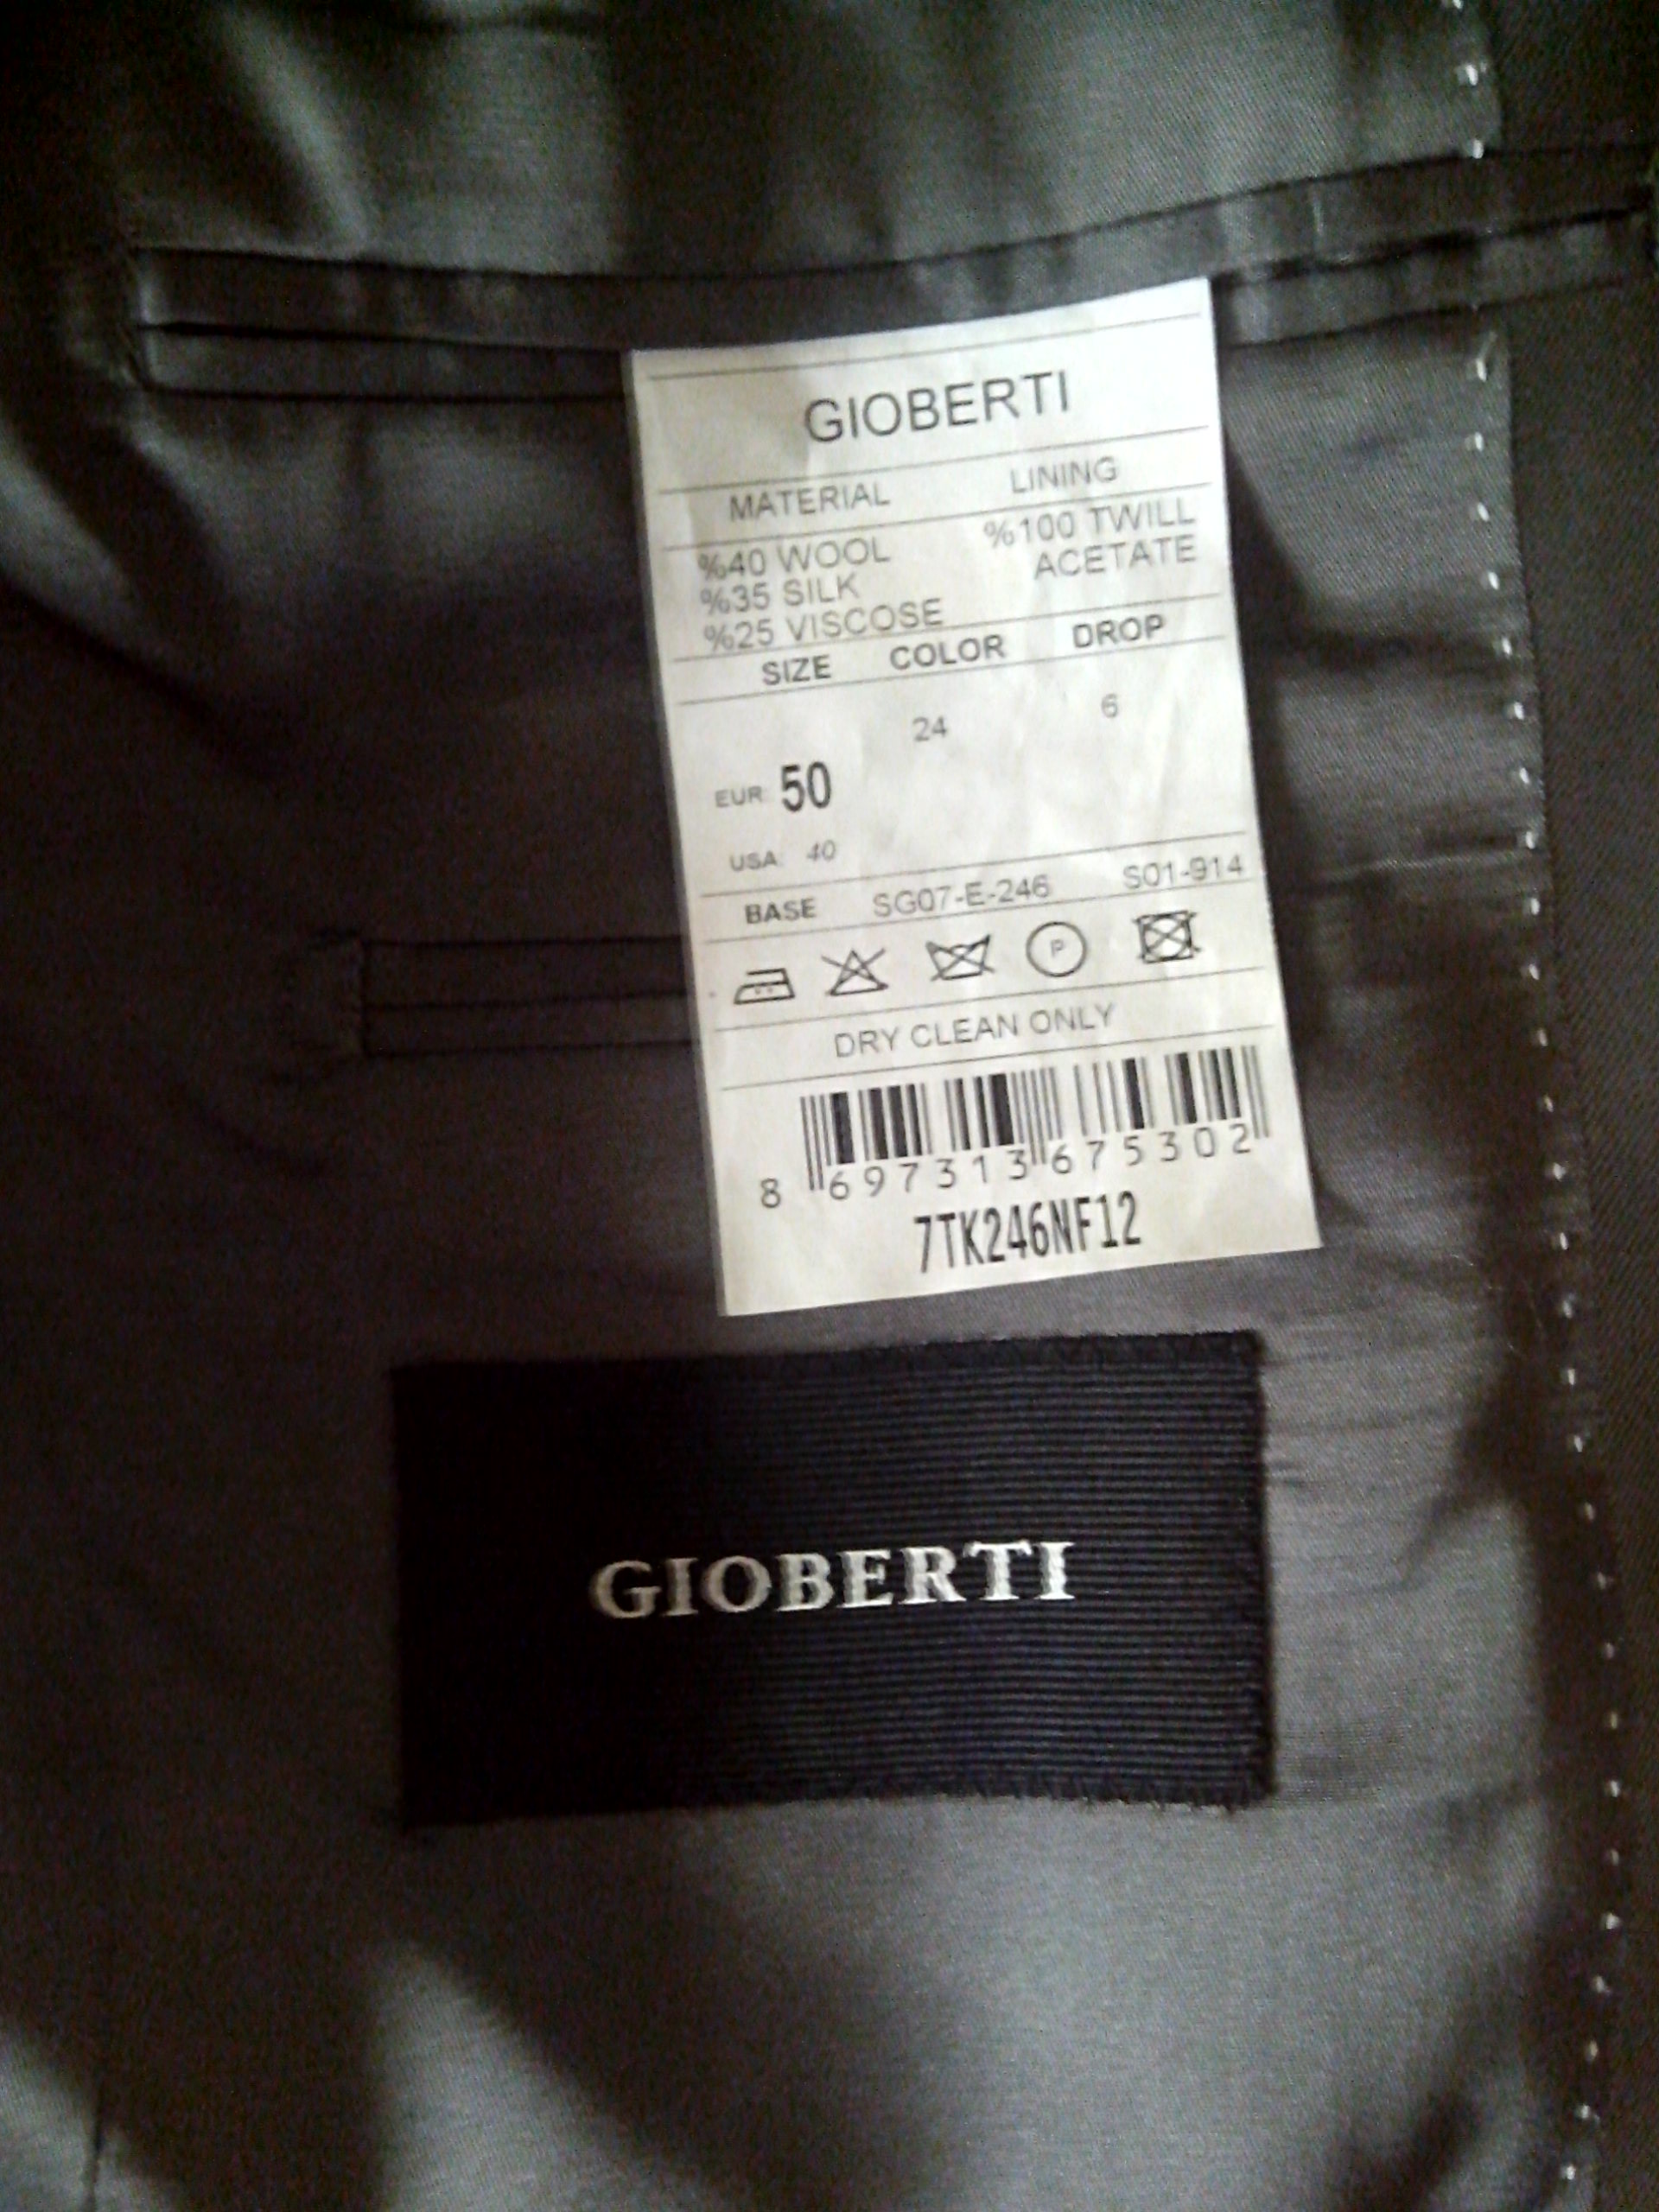 GIOBERTI
MATERIAL LINING
%40 WOOL %100 TWILL
%35 SILK ACETATE
%25 VISCOSE
SIZE COLOR DROP
24 6
EUR: 50
USA: 40
BASE SG07-E-246 S01-914
P
DRY CLEAN ONLY
8 697313 675302
7TK246NF12
GIOBERTI